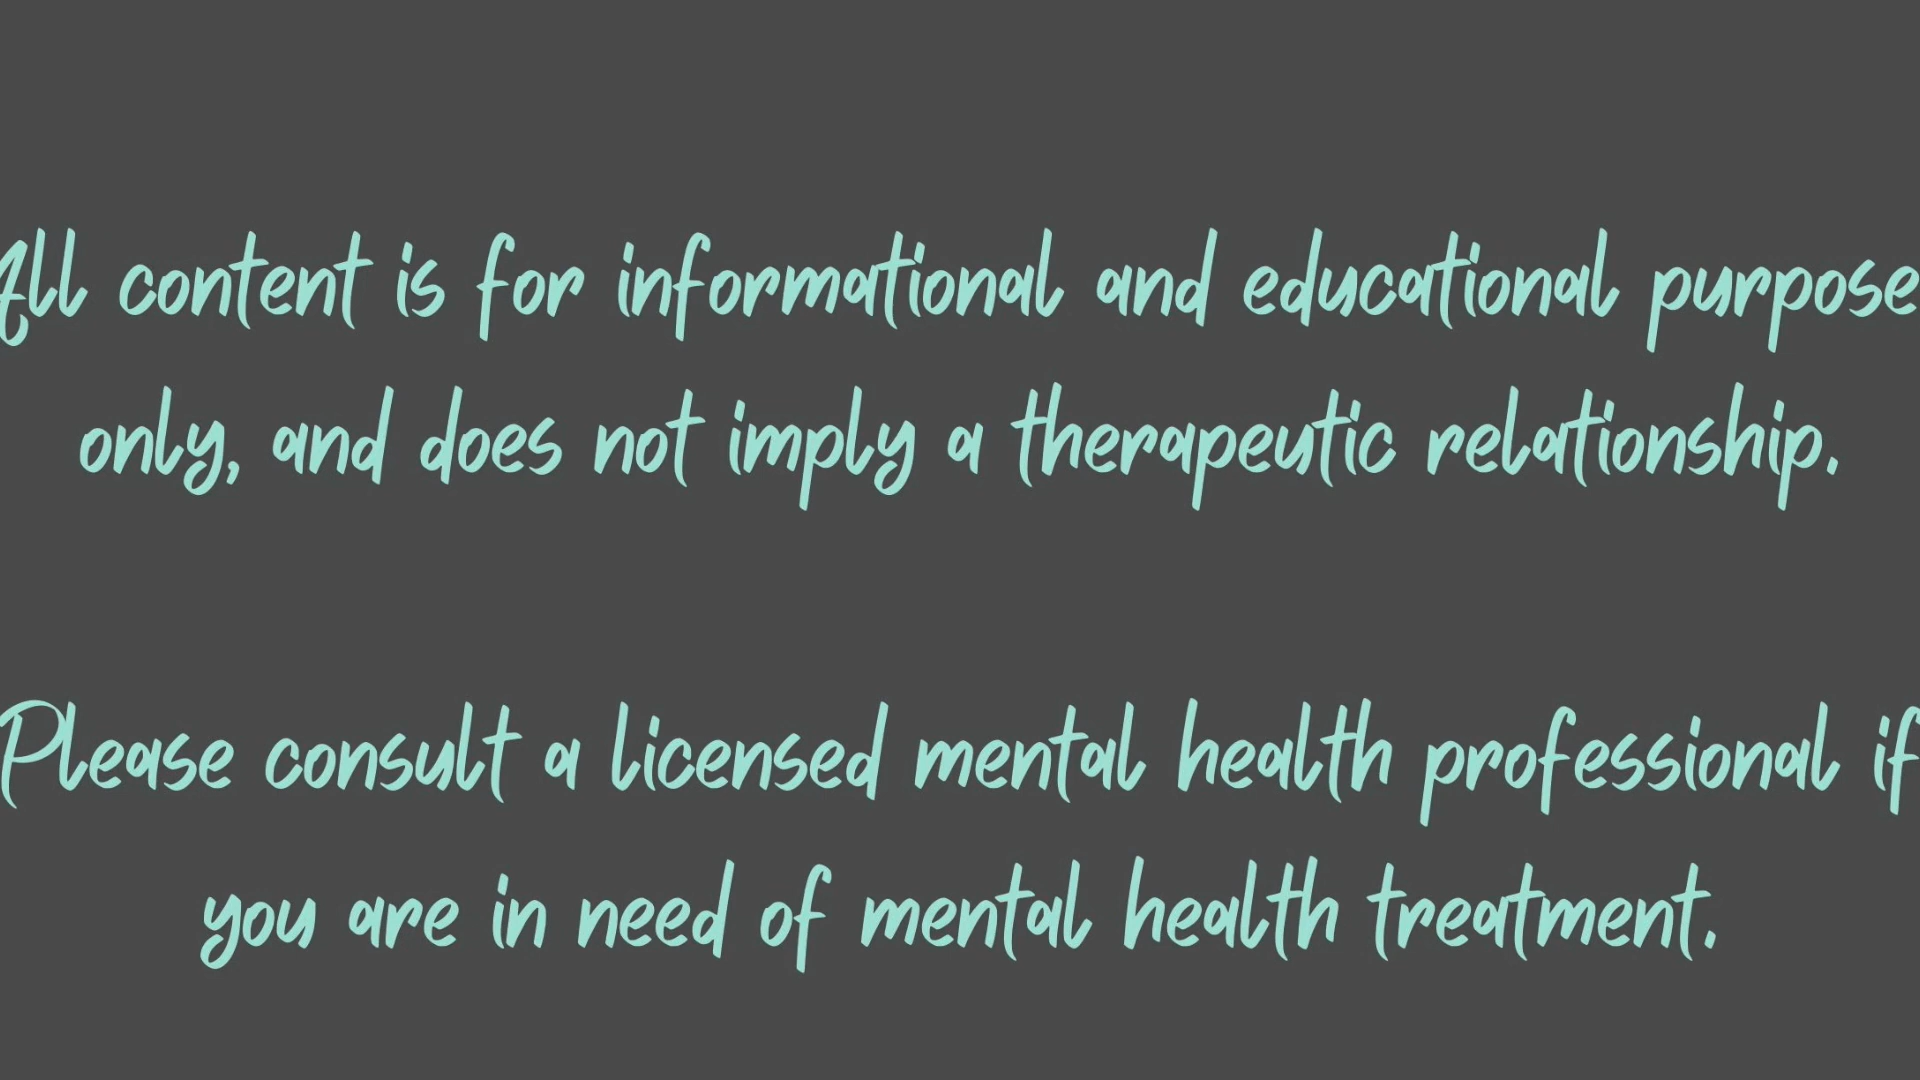 All content is for informational and educational purpose
only, and does not imply a therapeutic relationship.
Please consult a licensed mental health professional if
you are in need of mental health treatment.